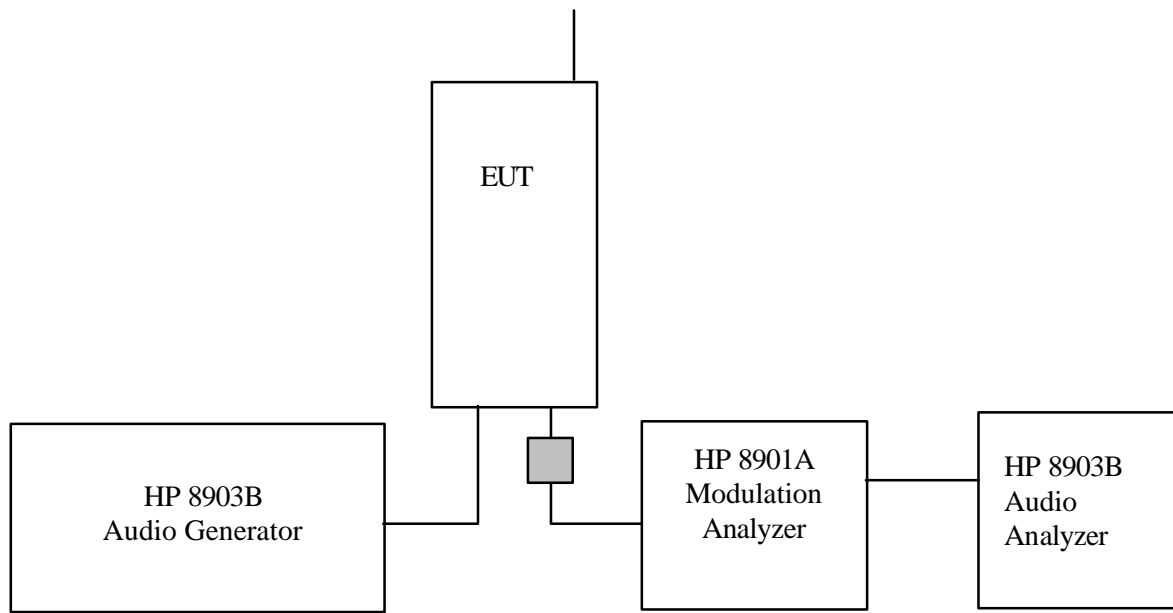 EUT
HP 8903B
Audio Generator
HP 8901A
Modulation
Analyzer
HP 8903B
Audio
Analyzer